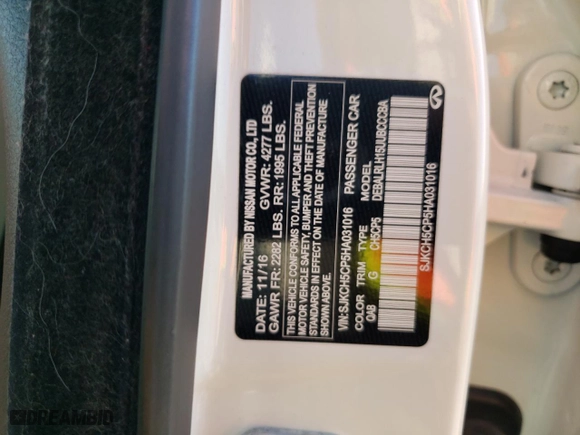 MANUFACTURED BY NISSAN MOTOR CO., LTD
DATE: 11/16 GVWR: 4277 LBS.
GAWR FR: 2282 LBS. RR: 1995 LBS.
THIS VEHICLE CONFORMS TO ALL APPLICABLE FEDERAL
MOTOR VEHICLE SAFETY, BUMPER AND THEFT PREVENTION
STANDARDS IN EFFECT ON THE DATE OF MANUFACTURE
SHOWN ABOVE.
VIN:SJKCH5CP5HA031016 PASSENGER CAR
COLOR TRIM TYPE MODEL
QAB G CH5CP5 DEBALRLH15UUBCCC8A
SJKCH5CP5HA031016
DREAMBID